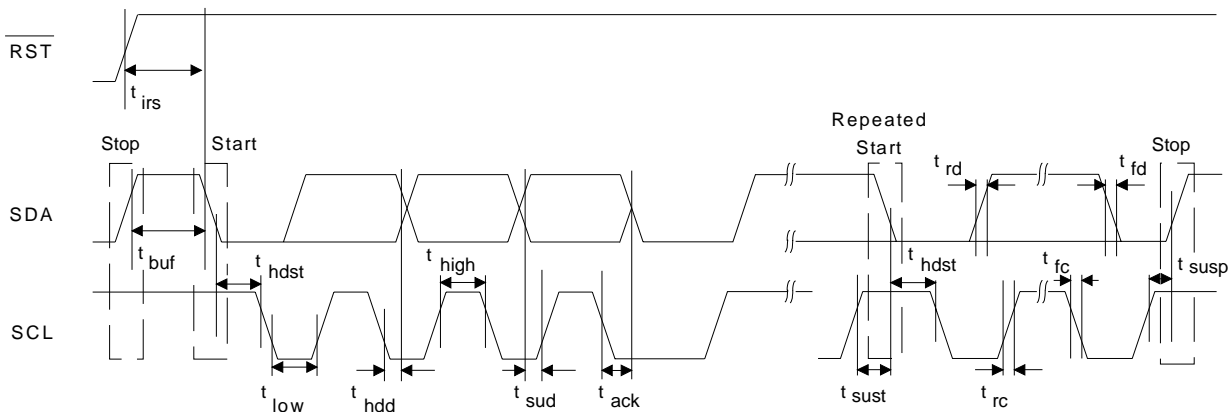 RST
t irs
Repeated
Stop Start Start Stop
t rd t fd
SDA
t buf t hdst t high t hdst t fc t susp
SCL
t low t hdd t sud t ack t sust t rc